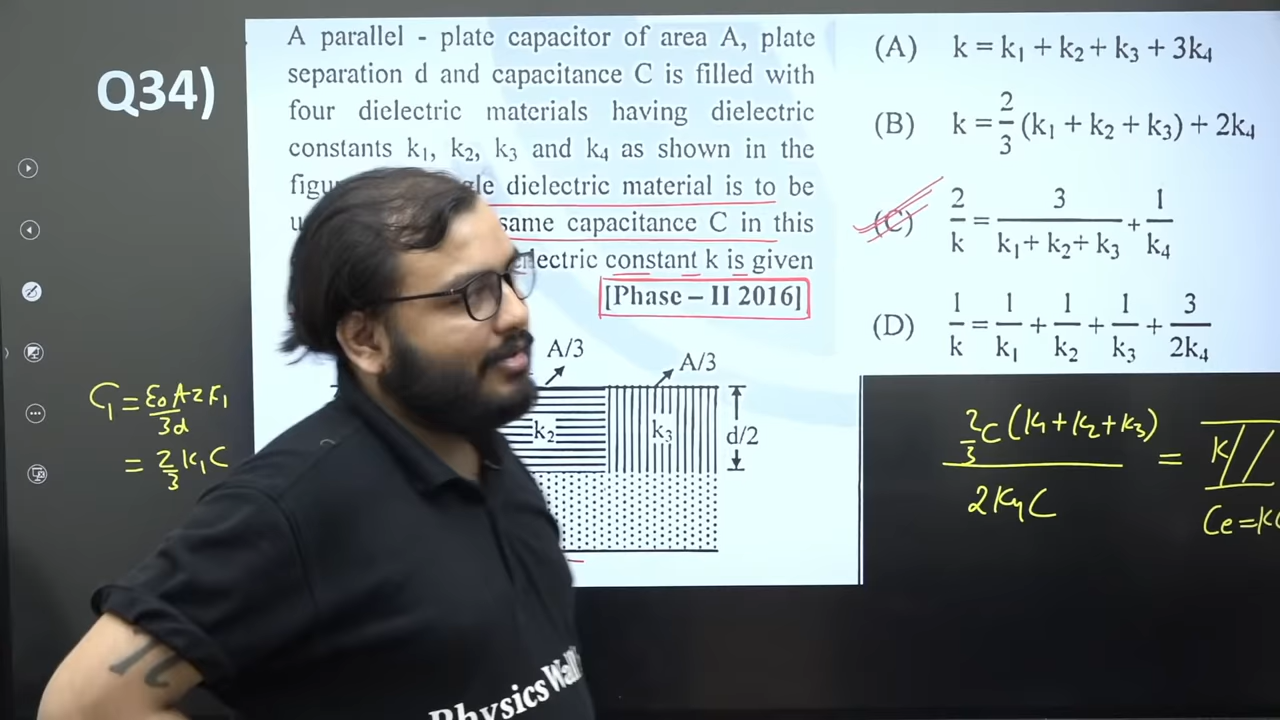 Q34)
A parallel - plate capacitor of area A, plate
separation d and capacitance C is filled with
four dielectric materials having dielectric
constants k₁, k₂, k₃ and k₄ as shown in the
figu dielectric material is to be
same capacitance C in this
constant k is given
[Phase – II 2016]
A/3
A/3
k₂
k₃
d/2
(A) k = k₁ + k₂ + k₃ + 3k₄
(B) k = 2/3 (k₁ + k₂ + k₃) + 2k₄
(C) 2/k = 3/(k₁ + k₂ + k₃) + 1/k₄
(D) 1/k = 1/k₁ + 1/k₂ + 1/k₃ + 3/2k₄
C₁ = ε₀A2K₁/3d
= 2/3 K₁C
2/3 C (K₁+K₂+K₃)
2K₄C
=
K
Ce=K
PhysicsWall